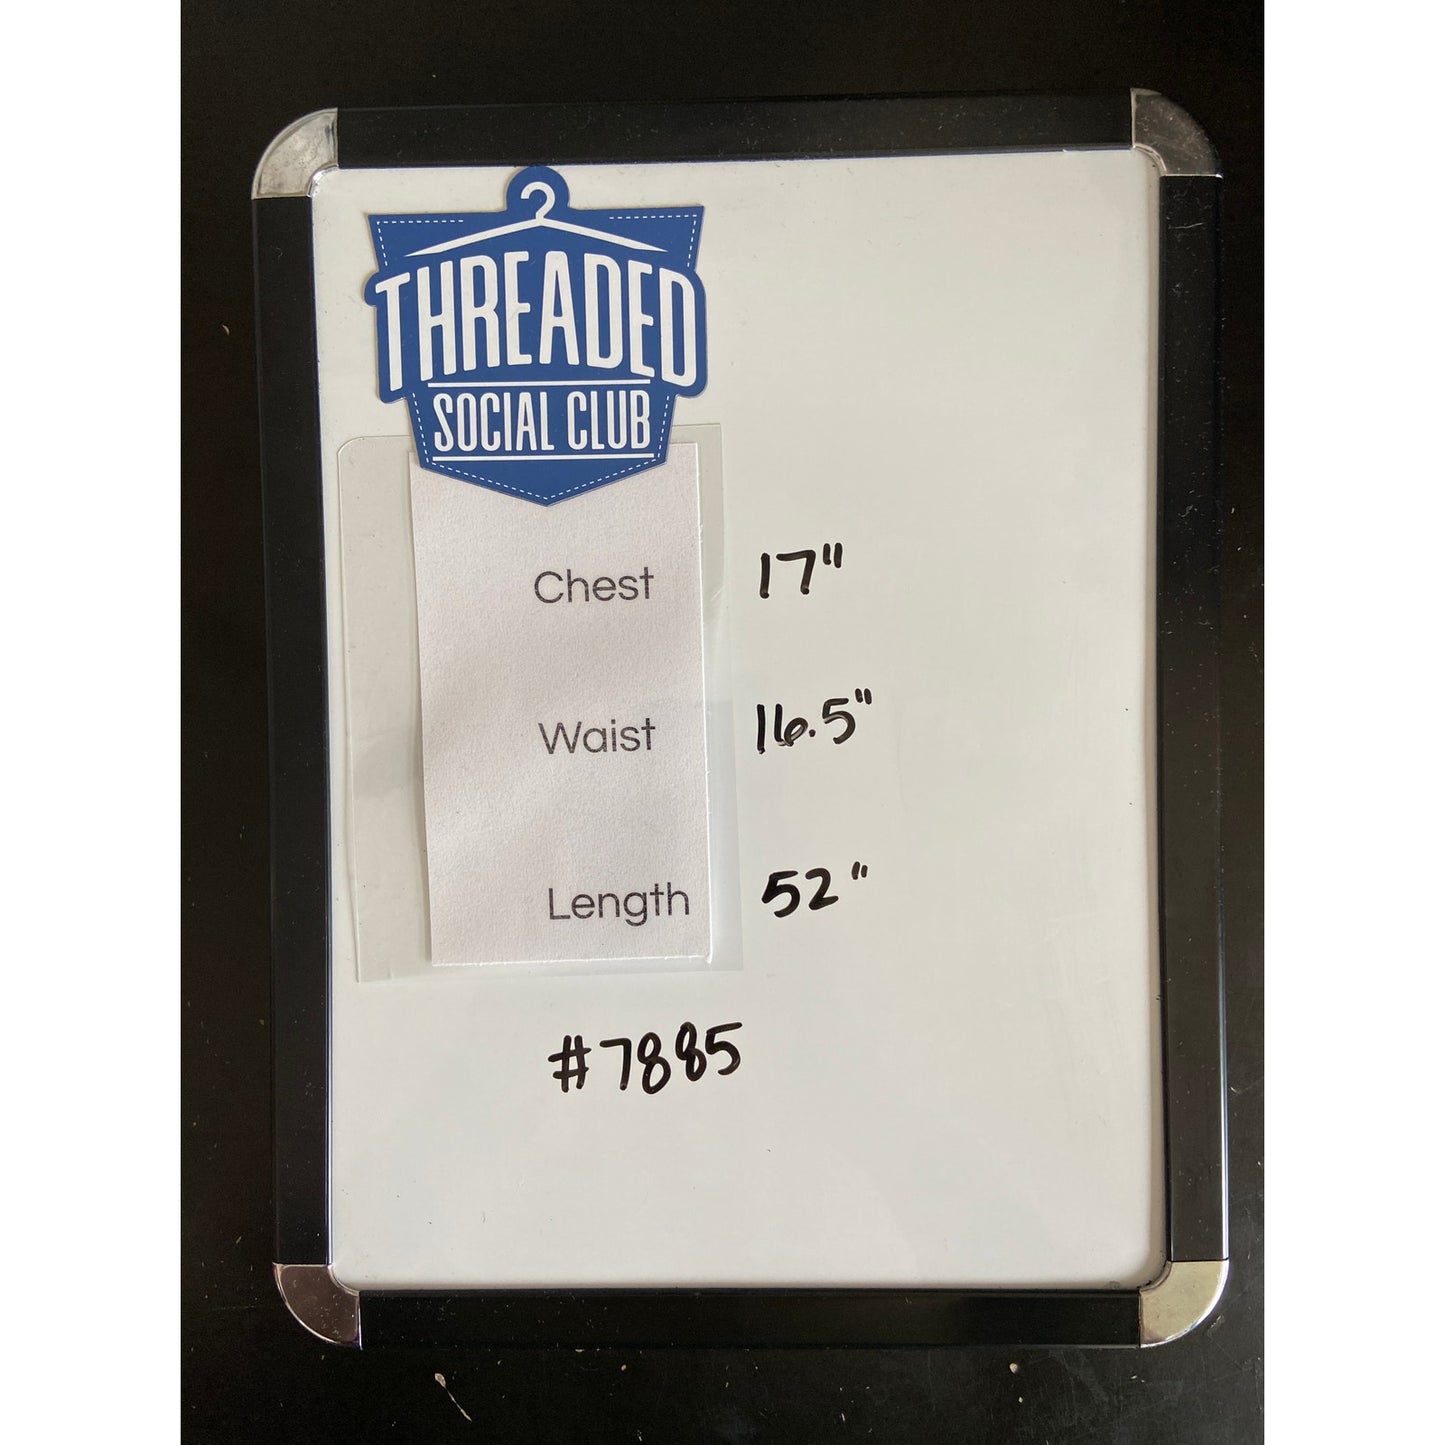 THREADED
SOCIAL CLUB
Chest 17"
Waist 16.5"
Length 52"
#7885